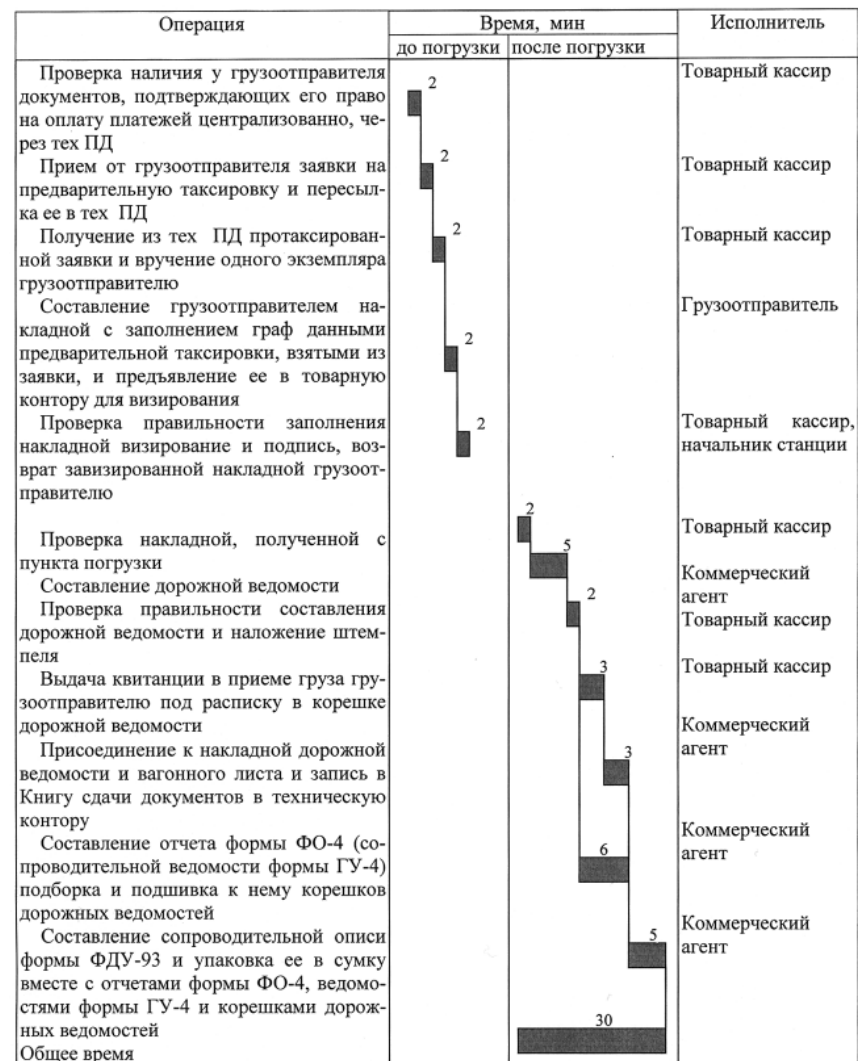 Операция
Время, мин
Исполнитель
до погрузки
после погрузки
Проверка наличия у грузоотправителя
документов, подтверждающих его право
на оплату платежей централизованно, че-
рез тех ПД
2
Товарный кассир
Прием от грузоотправителя заявки на
предварительную таксировку и пересыл-
ка ее в тех ПД
2
Товарный кассир
Получение из тех ПД протаксирован-
ной заявки и вручение одного экземпляра
грузоотправителю
2
Товарный кассир
Составление грузоотправителем на-
кладной с заполнением граф данными
предварительной таксировки, взятыми из
заявки, и предъявление ее в товарную
контору для визирования
2
Грузоотправитель
Проверка правильности заполнения
накладной визирование и подпись, воз-
врат завизированной накладной грузоот-
правителю
2
Товарный кассир,
начальник станции
Проверка накладной, полученной с
пункта погрузки
2
Товарный кассир
Составление дорожной ведомости
5
Коммерческий
агент
Проверка правильности составления
дорожной ведомости и наложение штем-
пеля
2
Товарный кассир
Выдача квитанции в приеме груза гру-
зоотправителю под расписку в корешке
дорожной ведомости
3
Товарный кассир
Присоединение к накладной дорожной
ведомости и вагонного листа и запись в
Книгу сдачи документов в техническую
контору
3
Коммерческий
агент
Составление отчета формы ФО-4 (со-
проводительной ведомости формы ГУ-4)
подборка и подшивка к нему корешков
дорожных ведомостей
6
Коммерческий
агент
Составление сопроводительной описи
формы ФДУ-93 и упаковка ее в сумку
вместе с отчетами формы ФО-4, ведомо-
стями формы ГУ-4 и корешками дорож-
ных ведомостей
5
Коммерческий
агент
Общее время
30